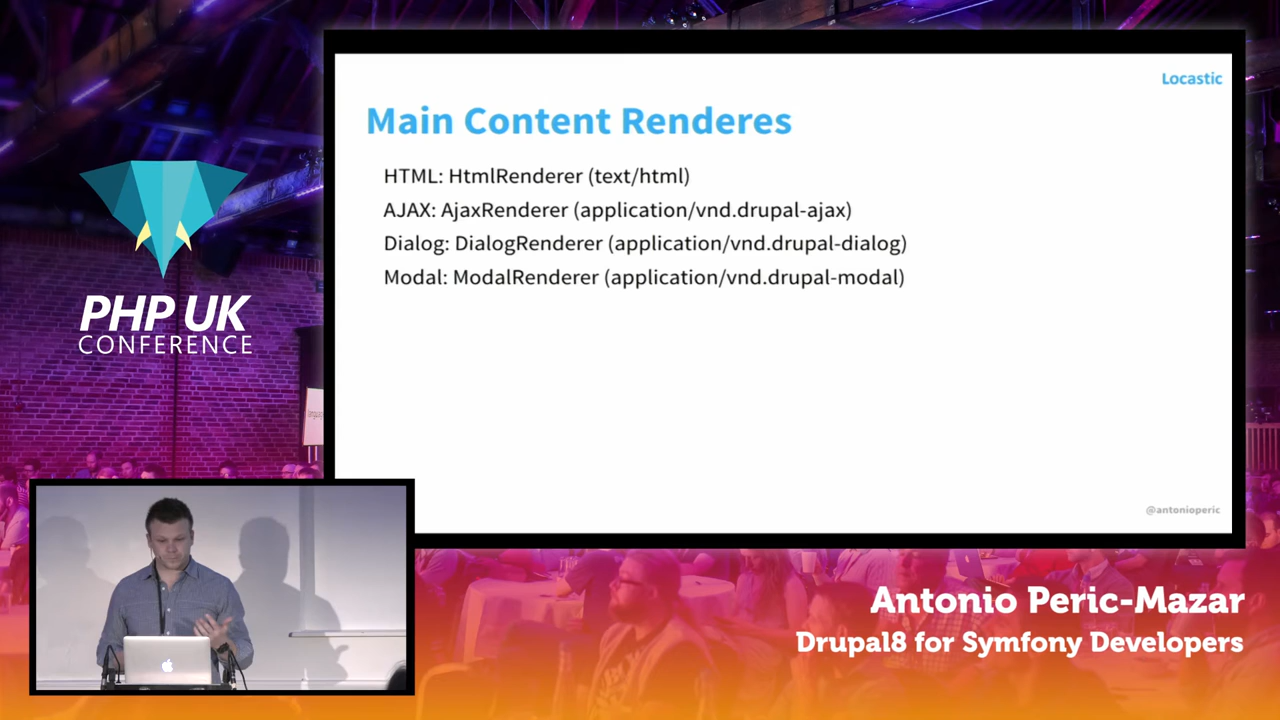 Locastic
Main Content Renderes
HTML: HtmlRenderer (text/html)
AJAX: AjaxRenderer (application/vnd.drupal-ajax)
Dialog: DialogRenderer (application/vnd.drupal-dialog)
Modal: ModalRenderer (application/vnd.drupal-modal)
@antonioperic
PHP UK
CONFERENCE
Antonio Peric-Mazar
Drupal8 for Symfony Developers